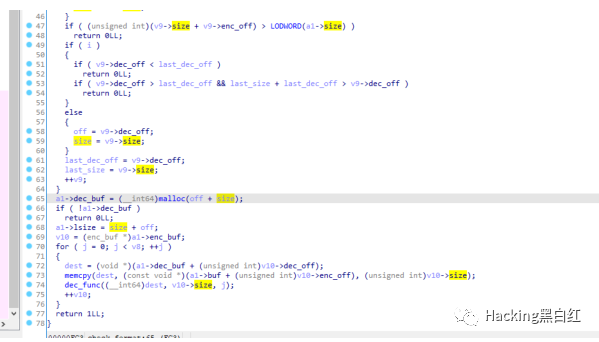 46 }
47 if ( (unsigned int)(v9->size + v9->enc_off) > LODWORD(a1->size) )
48 return 0LL;
49 if ( i )
50 {
51 if ( v9->dec_off < last_dec_off )
52 return 0LL;
53 if ( v9->dec_off > last_dec_off && last_size + last_dec_off > v9->dec_off )
54 return 0LL;
55 }
56 else
57 {
58 off = v9->dec_off;
59 size = v9->size;
60 }
61 last_dec_off = v9->dec_off;
62 last_size = v9->size;
63 ++v9;
64 }
65 a1->dec_buf = (__int64)malloc(off + size);
66 if ( !a1->dec_buf )
67 return 0LL;
68 a1->lsize = size + off;
69 v10 = (enc_buf *)a1->enc_buf;
70 for ( j = 0; j < v8; ++j )
71 {
72 dest = (void *)(a1->dec_buf + (unsigned int)v10->dec_off);
73 memcpy(dest, (const void *)(a1->buf + (unsigned int)v10->enc_off), (unsigned int)v10->size);
74 dec_func((__int64)dest, v10->size, j);
75 ++v10;
76 }
77 return 1LL;
78 }
Hacking黑白红